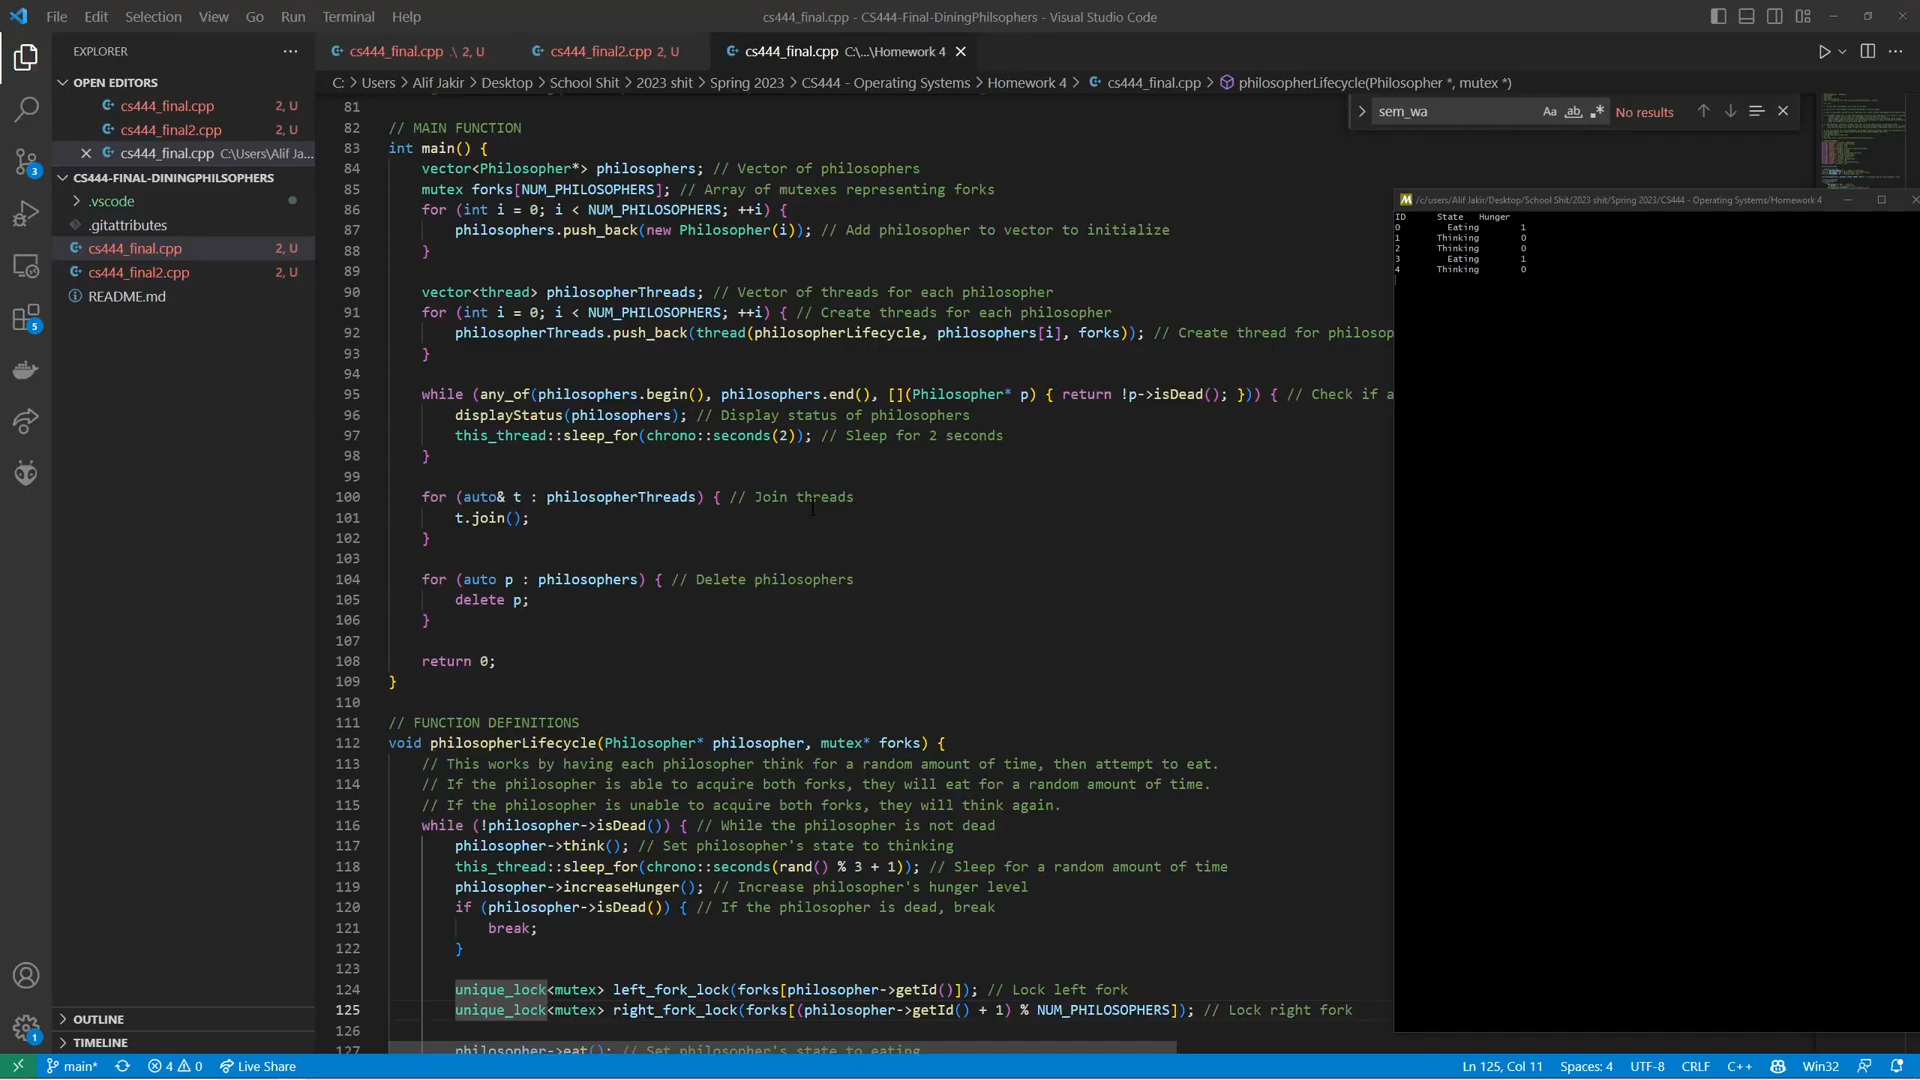 File Edit Selection View Go Run Terminal Help
cs444_final.cpp - CS444-Final-DiningPhilsophers - Visual Studio Code
EXPLORER
OPEN EDITORS
cs444_final.cpp 2, U
cs444_final2.cpp 2, U
cs444_final.cpp C:\Users\Alif Ja...
CS444-FINAL-DININGPHILSOPHERS
.vscode
.gitattributes
cs444_final.cpp 2, U
cs444_final2.cpp 2, U
README.md
OUTLINE
TIMELINE
3
5
1
cs444_final.cpp .\ 2, U
cs444_final2.cpp 2, U
cs444_final.cpp C:\...\Homework 4
C: > Users > Alif Jakir > Desktop > School Shit > 2023 shit > Spring 2023 > CS444 - Operating Systems > Homework 4 > cs444_final.cpp > philosopherLifecycle(Philosopher *, mutex *)
sem_wa Aa ab .* No results
81
82 // MAIN FUNCTION
83 int main() {
84 vector<Philosopher*> philosophers; // Vector of philosophers
85 mutex forks[NUM_PHILOSOPHERS]; // Array of mutexes representing forks
86 for (int i = 0; i < NUM_PHILOSOPHERS; ++i) {
87 philosophers.push_back(new Philosopher(i)); // Add philosopher to vector to initialize
88 }
89
90 vector<thread> philosopherThreads; // Vector of threads for each philosopher
91 for (int i = 0; i < NUM_PHILOSOPHERS; ++i) { // Create threads for each philosopher
92 philosopherThreads.push_back(thread(philosopherLifecycle, philosophers[i], forks)); // Create thread for philosop
93 }
94
95 while (any_of(philosophers.begin(), philosophers.end(), [](Philosopher* p) { return !p->isDead(); })) { // Check if a
96 displayStatus(philosophers); // Display status of philosophers
97 this_thread::sleep_for(chrono::seconds(2)); // Sleep for 2 seconds
98 }
99
100 for (auto& t : philosopherThreads) { // Join threads
101 t.join();
102 }
103
104 for (auto p : philosophers) { // Delete philosophers
105 delete p;
106 }
107
108 return 0;
109 }
110
111 // FUNCTION DEFINITIONS
112 void philosopherLifecycle(Philosopher* philosopher, mutex* forks) {
113 // This works by having each philosopher think for a random amount of time, then attempt to eat.
114 // If the philosopher is able to acquire both forks, they will eat for a random amount of time.
115 // If the philosopher is unable to acquire both forks, they will think again.
116 while (!philosopher->isDead()) { // While the philosopher is not dead
117 philosopher->think(); // Set philosopher's state to thinking
118 this_thread::sleep_for(chrono::seconds(rand() % 3 + 1)); // Sleep for a random amount of time
119 philosopher->increaseHunger(); // Increase philosopher's hunger level
120 if (philosopher->isDead()) { // If the philosopher is dead, break
121 break;
122 }
123
124 unique_lock<mutex> left_fork_lock(forks[philosopher->getId()]); // Lock left fork
125 unique_lock<mutex> right_fork_lock(forks[(philosopher->getId() + 1) % NUM_PHILOSOPHERS]); // Lock right fork
126
127 philosopher->eat(); // Set philosopher's state to eating
/c/users/Alif Jakir/Desktop/School Shit/2023 shit/Spring 2023/CS444 - Operating Systems/Homework 4
ID State Hunger
0 Eating 1
1 Thinking 0
2 Thinking 0
3 Eating 1
4 Thinking 0
main* 4 0 Live Share
Ln 125, Col 11 Spaces: 4 UTF-8 CRLF C++ Win32